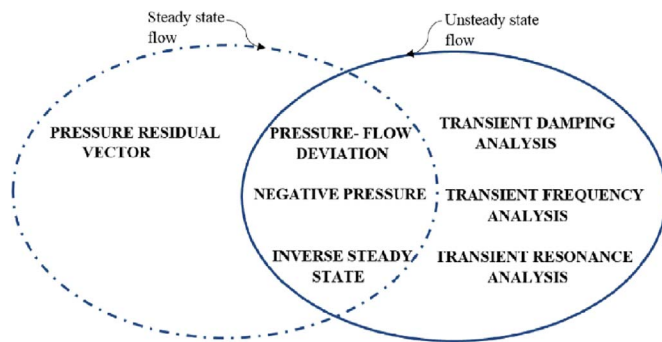 Steady state
flow
Unsteady state
flow
PRESSURE RESIDUAL
VECTOR
PRESSURE- FLOW
DEVIATION
NEGATIVE PRESSURE
INVERSE STEADY
STATE
TRANSIENT DAMPING
ANALYSIS
TRANSIENT FREQUENCY
ANALYSIS
TRANSIENT RESONANCE
ANALYSIS